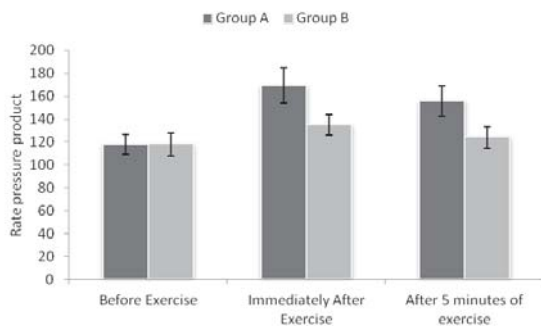 Group A Group B
200
180
160
140
120
100
80
60
40
20
0
Rate pressure product
Before Exercise
Immediately After
Exercise
After 5 minutes of
exercise